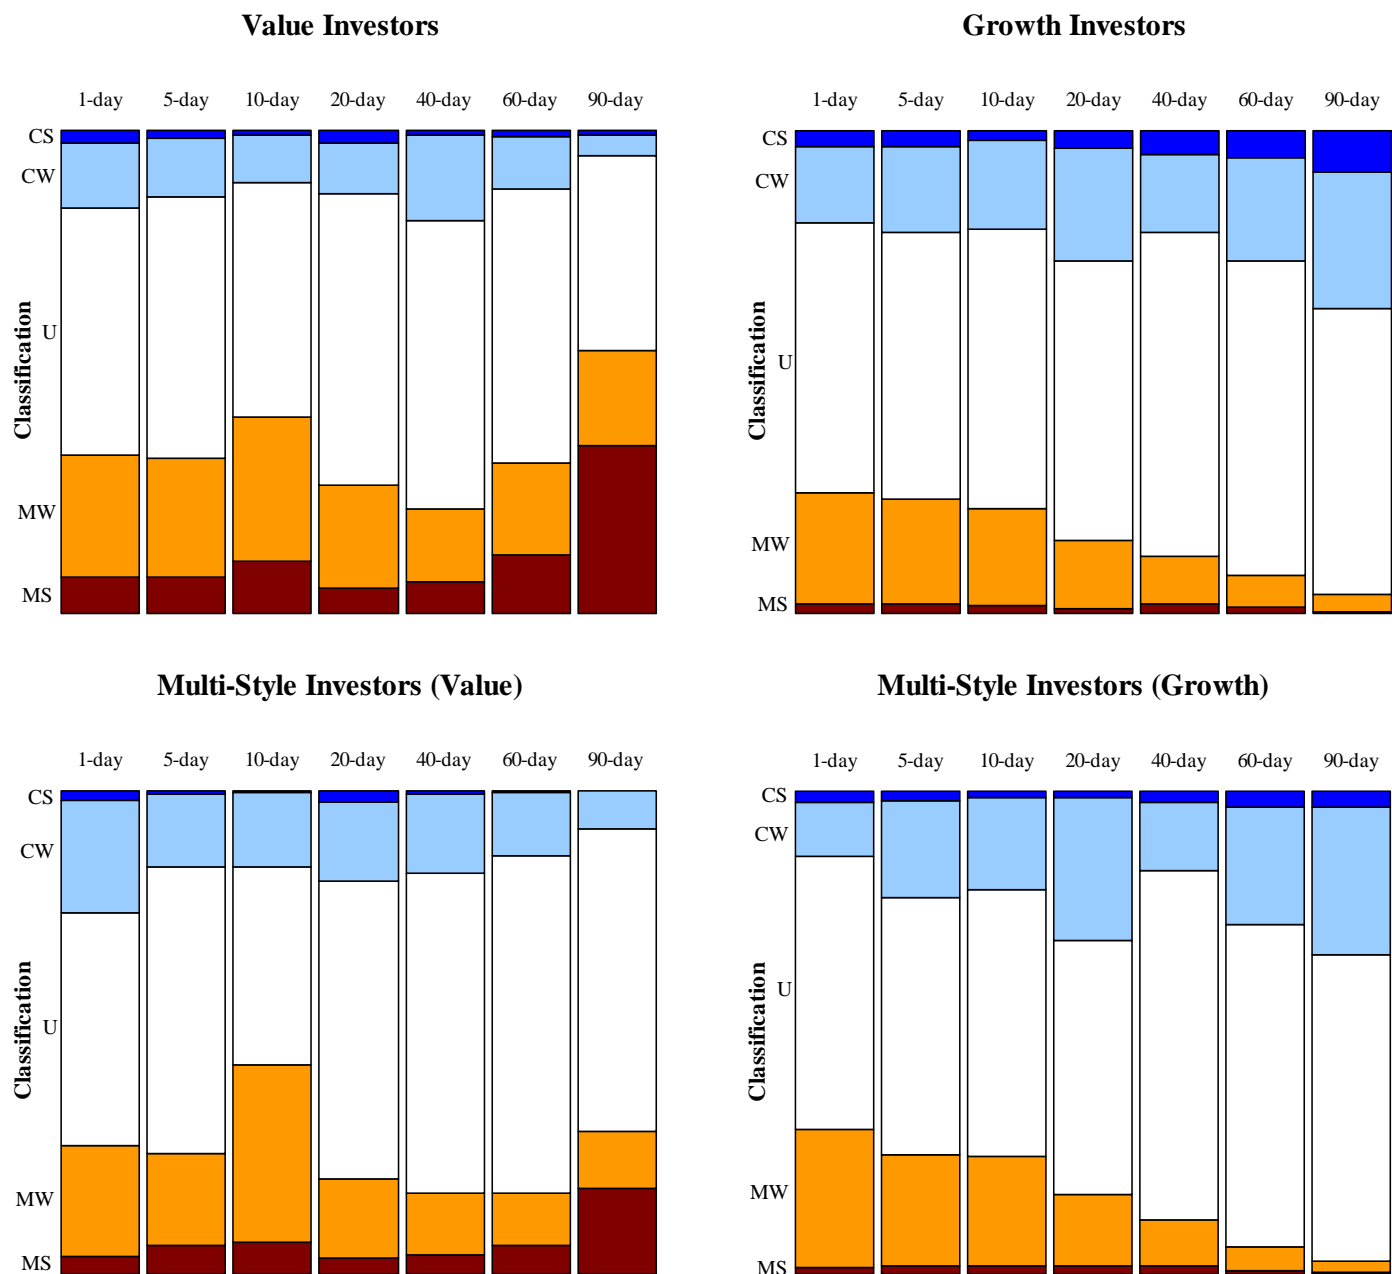 Value Investors
1-day 5-day 10-day 20-day 40-day 60-day 90-day
CS
CW
U
MW
MS
Classification
Growth Investors
1-day 5-day 10-day 20-day 40-day 60-day 90-day
CS
CW
U
MW
MS
Classification
Multi-Style Investors (Value)
1-day 5-day 10-day 20-day 40-day 60-day 90-day
CS
CW
U
MW
MS
Classification
Multi-Style Investors (Growth)
1-day 5-day 10-day 20-day 40-day 60-day 90-day
CS
CW
U
MW
MS
Classification